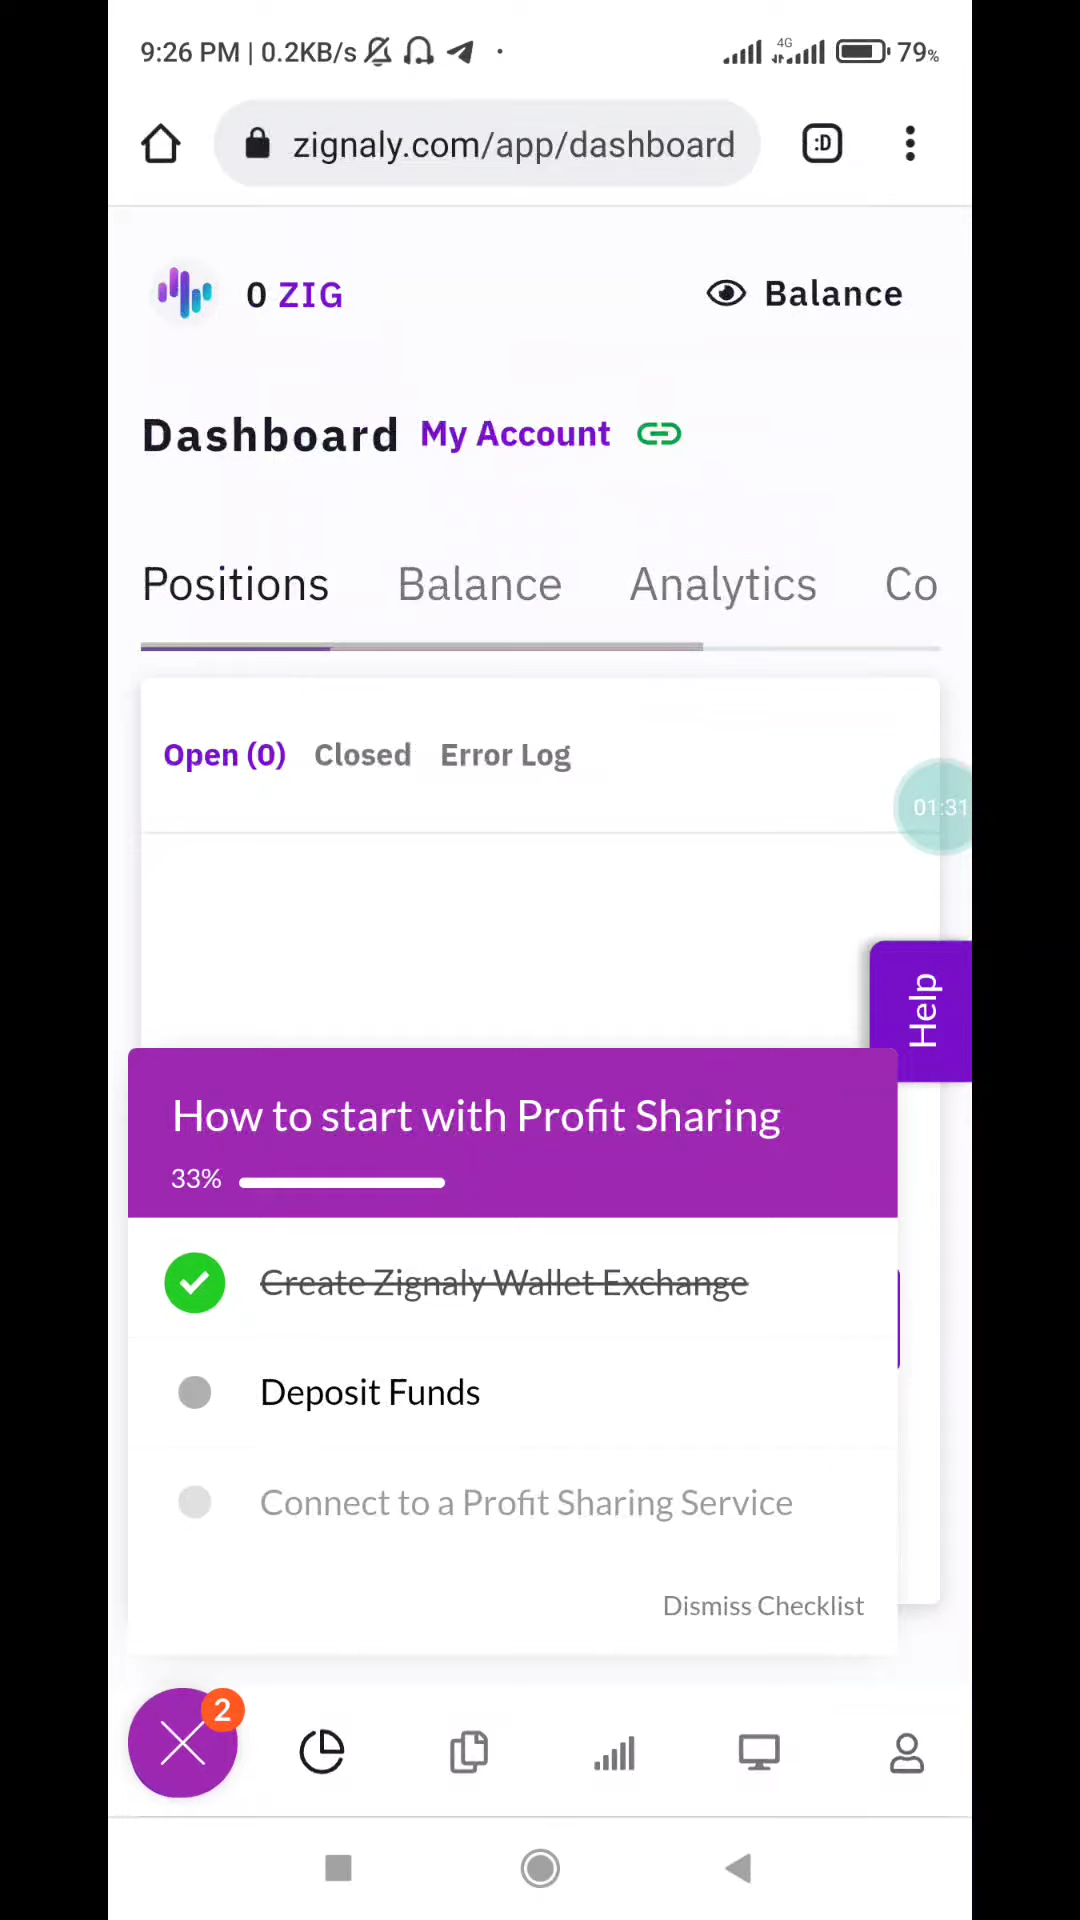 9:26 PM | 0.2KB/s 4G 79%
zignaly.com/app/dashboard :D
0 ZIG Balance
Dashboard My Account
Positions Balance Analytics Co
Open (0) Closed Error Log
01:31
Help
How to start with Profit Sharing
33%
Create Zignaly Wallet Exchange
Deposit Funds
Connect to a Profit Sharing Service
Dismiss Checklist
2